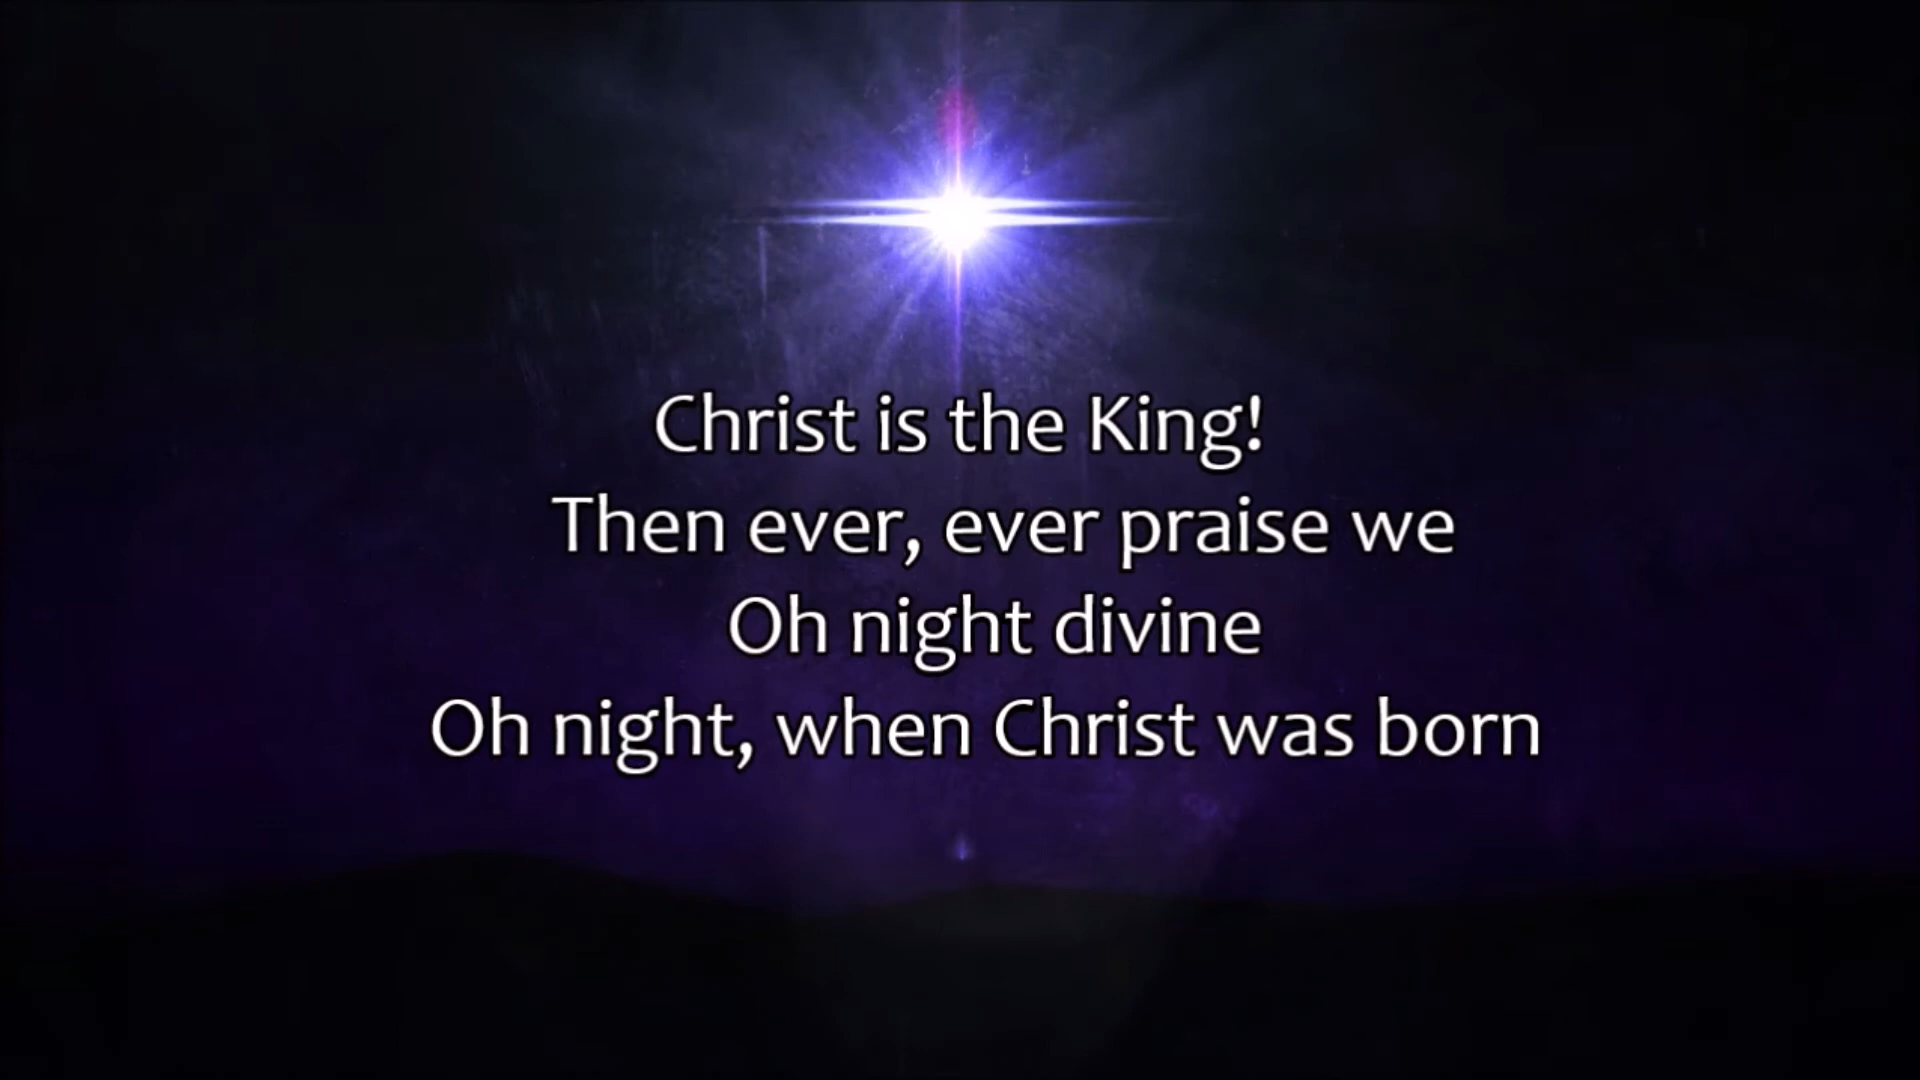 Christ is the King!
Then ever, ever praise we
Oh night divine
Oh night, when Christ was born